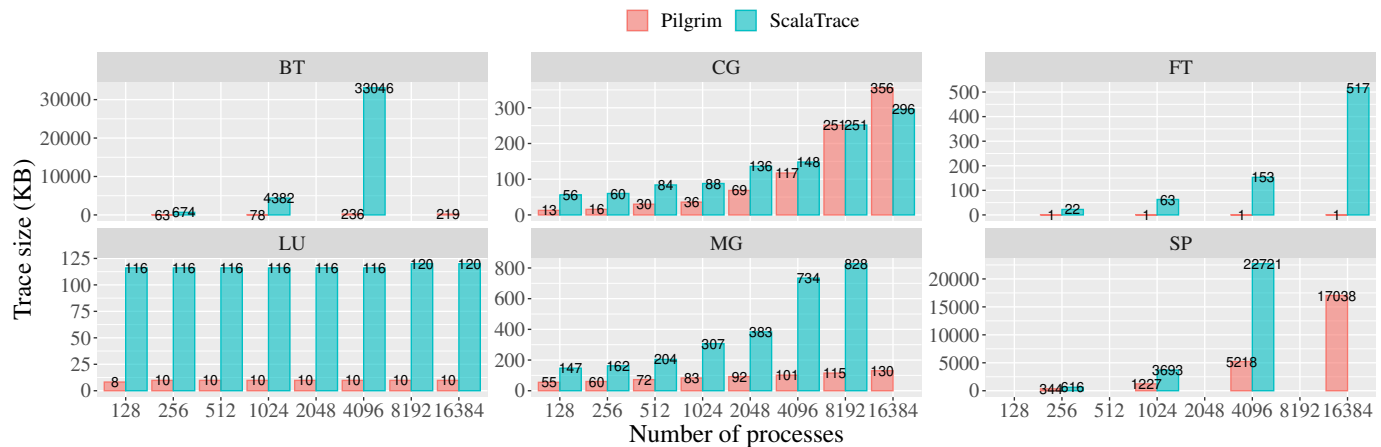 Pilgrim ScalaTrace
BT CG FT
Trace size (KB)
30000
20000
10000
0
63 674 78 4382 236 33046 219
300
200
100
0
13 56 16 60 30 84 36 88 69 136 117 148 251 251 356 296
500
400
300
200
100
0
1 22 1 63 1 153 1 517
LU MG SP
125
100
75
50
25
0
8 116 10 116 10 116 10 116 10 116 10 116 10 120 10 120
800
600
400
200
0
55 147 60 162 72 204 83 307 92 383 101 734 115 828 130
20000
15000
10000
5000
0
344 616 1227 3693 5218 22721 17038
128 256 512 1024 2048 4096 8192 16384
128 256 512 1024 2048 4096 8192 16384
128 256 512 1024 2048 4096 8192 16384
Number of processes